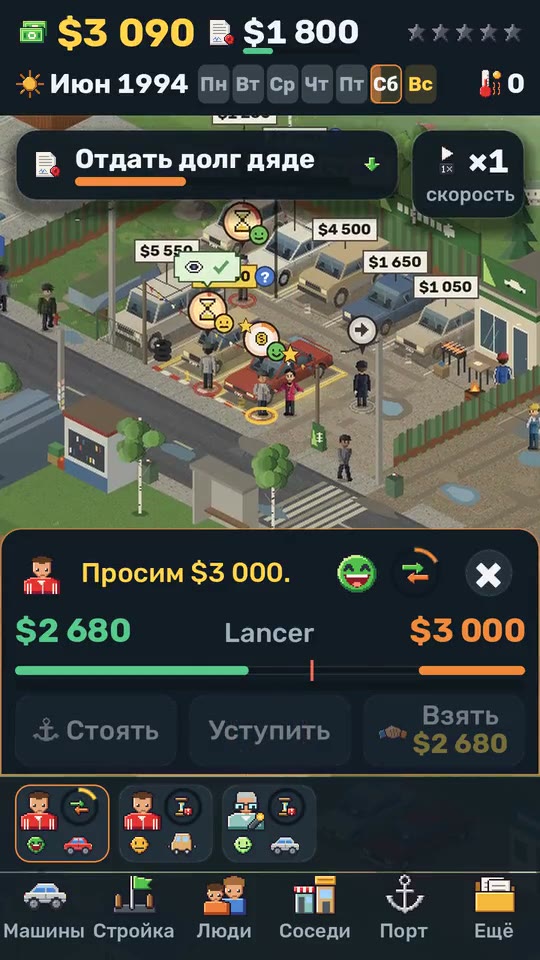 $3 090
$1 800
Июн 1994
Пн
Вт
Ср
Чт
Пт
Сб
Вс
0
Отдать долг дяде
1×
×1
скорость
$5 550
$4 500
$1 650
$1 050
?
Просим $3 000.
$2 680
Lancer
$3 000
Стоять
Уступить
Взять
$2 680
Машины
Стройка
Люди
Соседи
Порт
Ещё